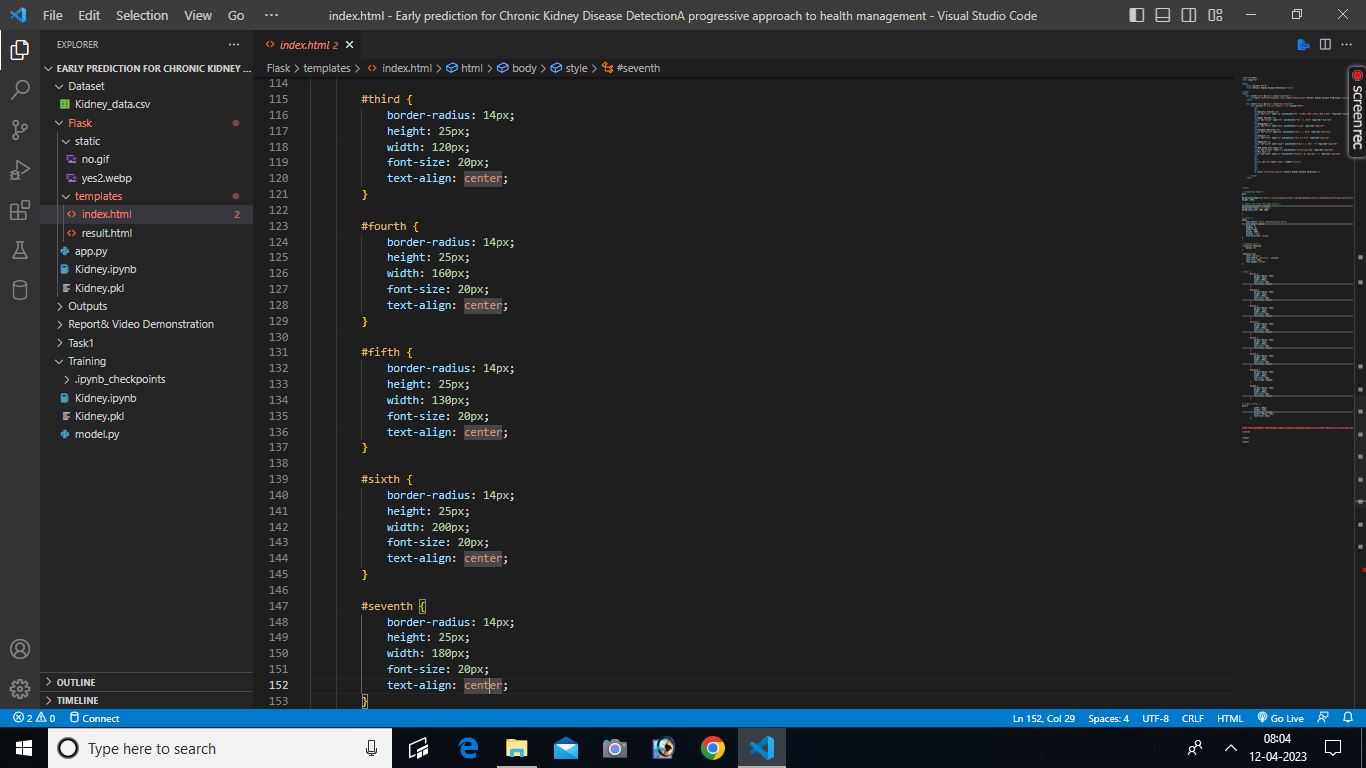 File Edit Selection View Go ··· index.html - Early prediction for Chronic Kidney Disease DetectionA progressive approach to health management - Visual Studio Code
EXPLORER ···
index.html 2
EARLY PREDICTION FOR CHRONIC KIDNEY ...
Flask > templates > index.html > html > body > style > #seventh
Dataset
Kidney_data.csv
Flask
static
no.gif
yes2.webp
templates
index.html 2
result.html
app.py
Kidney.ipynb
Kidney.pkl
Outputs
Report& Video Demonstration
Task1
Training
.ipynb_checkpoints
Kidney.ipynb
Kidney.pkl
model.py
OUTLINE
TIMELINE
114
115 #third {
116 border-radius: 14px;
117 height: 25px;
118 width: 120px;
119 font-size: 20px;
120 text-align: center;
121 }
122
123 #fourth {
124 border-radius: 14px;
125 height: 25px;
126 width: 160px;
127 font-size: 20px;
128 text-align: center;
129 }
130
131 #fifth {
132 border-radius: 14px;
133 height: 25px;
134 width: 130px;
135 font-size: 20px;
136 text-align: center;
137 }
138
139 #sixth {
140 border-radius: 14px;
141 height: 25px;
142 width: 200px;
143 font-size: 20px;
144 text-align: center;
145 }
146
147 #seventh {
148 border-radius: 14px;
149 height: 25px;
150 width: 180px;
151 font-size: 20px;
152 text-align: center;
153 }
screenrec
2 0 Connect Ln 152, Col 29 Spaces: 4 UTF-8 CRLF HTML Go Live
Type here to search
08:04
12-04-2023